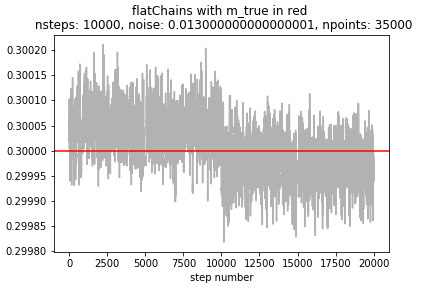 flatChains with m_true in red
nsteps: 10000, noise: 0.013000000000000001, npoints: 35000
0.30020
0.30015
0.30010
0.30005
0.30000
0.29995
0.29990
0.29985
0.29980
0 2500 5000 7500 10000 12500 15000 17500 20000
step number